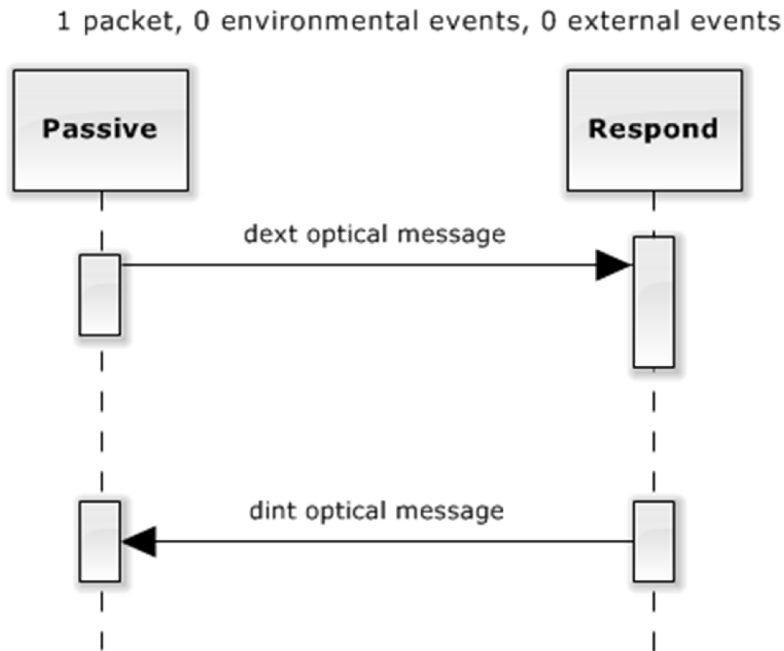 1 packet, 0 environmental events, 0 external events
Passive
Respond
dext optical message
dint optical message